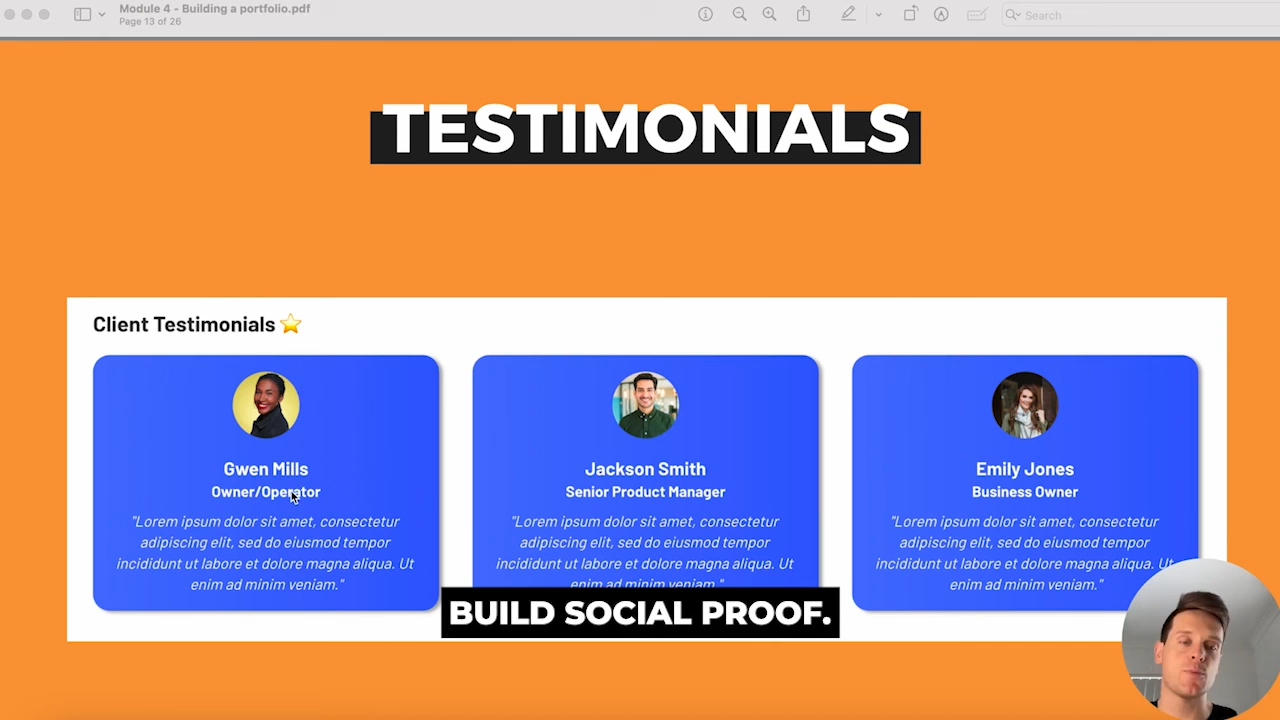 Module 4 - Building a portfolio.pdf
Page 13 of 26
Search
TESTIMONIALS
Client Testimonials
Gwen Mills
Owner/Operator
"Lorem ipsum dolor sit amet, consectetur
adipiscing elit, sed do eiusmod tempor
incididunt ut labore et dolore magna aliqua. Ut
enim ad minim veniam."
Jackson Smith
Senior Product Manager
"Lorem ipsum dolor sit amet, consectetur
adipiscing elit, sed do eiusmod tempor
incididunt ut labore et dolore magna aliqua. Ut
enim ad minim veniam."
Emily Jones
Business Owner
"Lorem ipsum dolor sit amet, consectetur
adipiscing elit, sed do eiusmod tempor
incididunt ut labore et dolore magna aliqua. Ut
enim ad minim veniam."
BUILD SOCIAL PROOF.